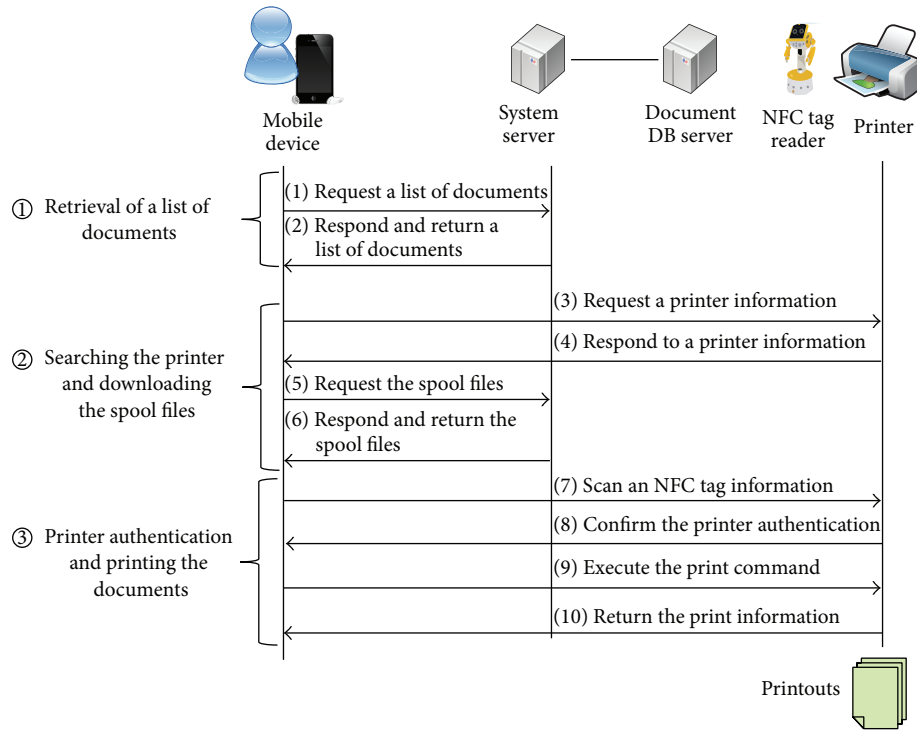 Mobile
device
System
server
Document
DB server
NFC tag
reader
Printer
① Retrieval of a list of
documents
(1) Request a list of documents
(2) Respond and return a
list of documents
② Searching the printer
and downloading
the spool files
(3) Request a printer information
(4) Respond to a printer information
(5) Request the spool files
(6) Respond and return the
spool files
③ Printer authentication
and printing the
documents
(7) Scan an NFC tag information
(8) Confirm the printer authentication
(9) Execute the print command
(10) Return the print information
Printouts